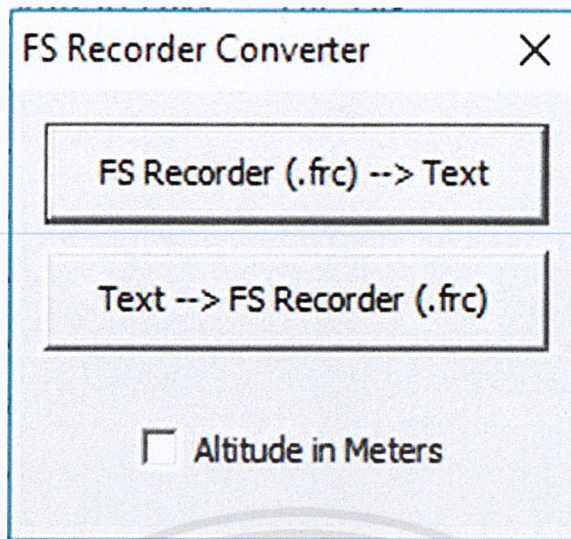 FS Recorder Converter
FS Recorder (.frc) --> Text
Text --> FS Recorder (.frc)
Altitude in Meters